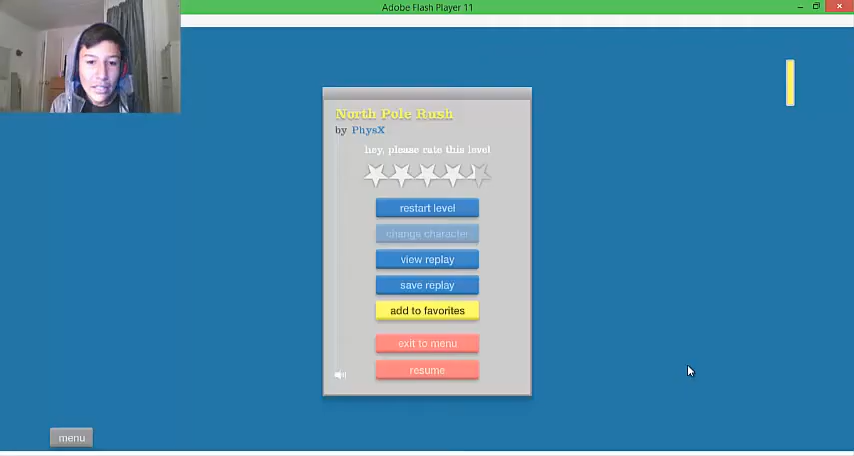 Adobe Flash Player 11
North Pole Rush
by PhysX
hey, please rate this level
restart level
change character
view replay
save replay
add to favorites
exit to menu
resume
menu